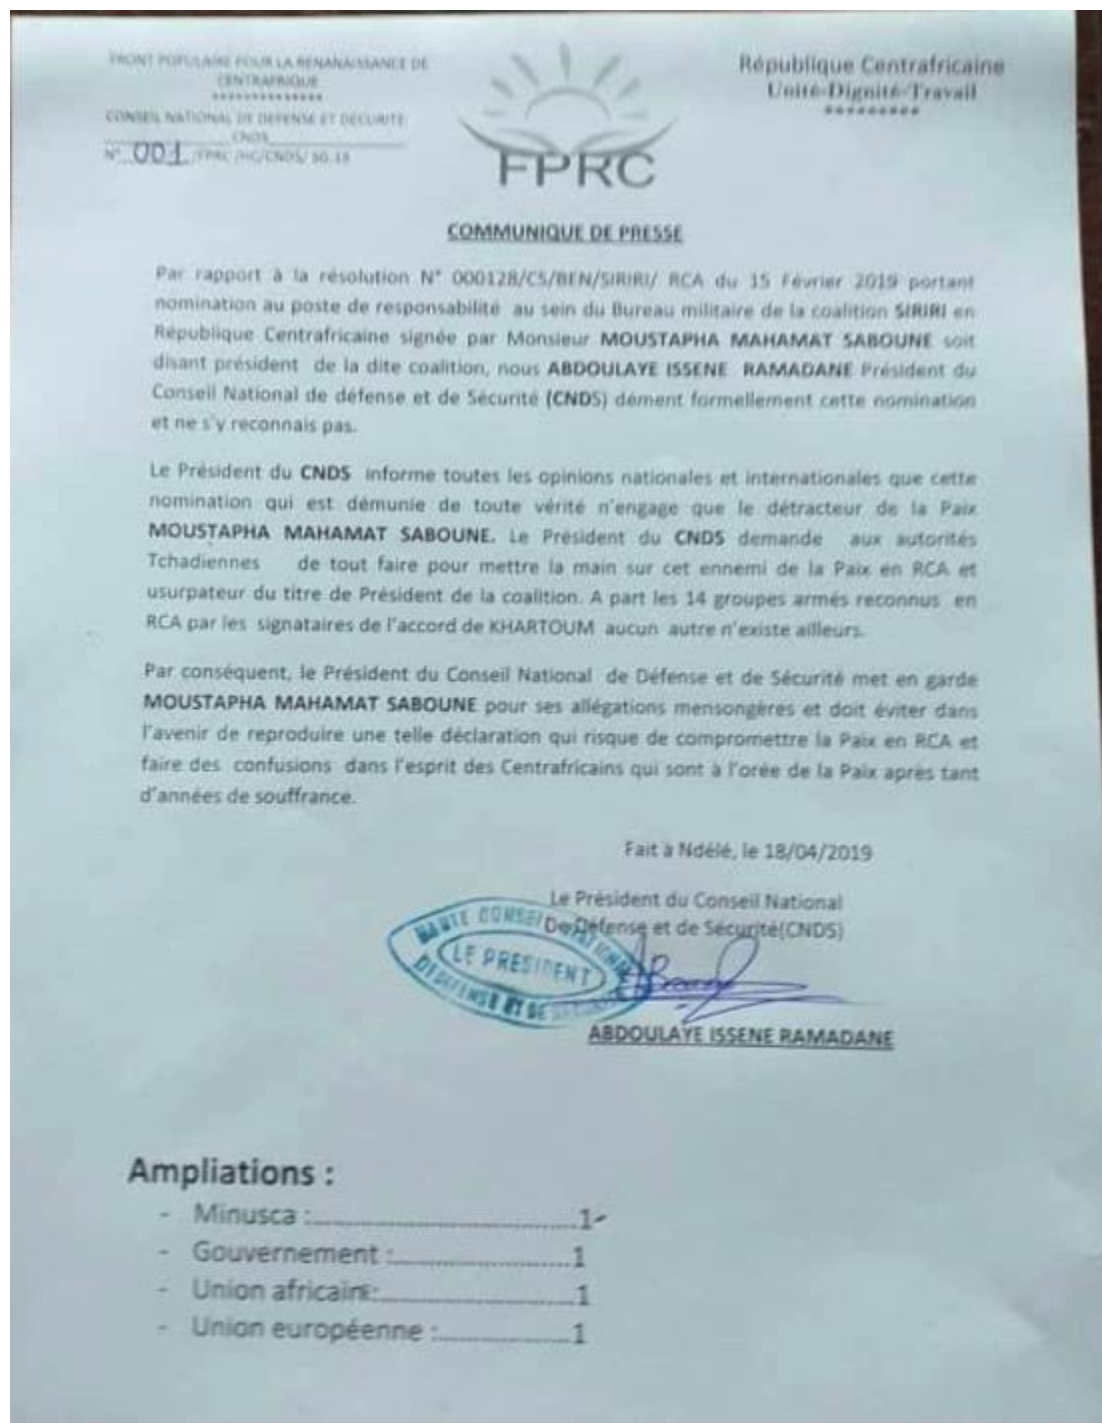 FRONT POPULAIRE POUR LA RENANAISSANCE DE
CENTRAFRIQUE
**************
CONSEIL NATIONAL DE DEFENSE ET DECURITE
CNDS
N° 001 /FPRC /HC/CNDS/ SG.19
FPRC
République Centrafricaine
Unité-Dignité-Travail
*********
COMMUNIQUE DE PRESSE
Par rapport à la résolution N° 000128/CS/BEN/SIRIRI/ RCA du 15 Février 2019 portant
nomination au poste de responsabilité au sein du Bureau militaire de la coalition SIRIRI en
République Centrafricaine signée par Monsieur MOUSTAPHA MAHAMAT SABOUNE soit
disant président de la dite coalition, nous ABDOULAYE ISSENE RAMADANE Président du
Conseil National de défense et de Sécurité (CNDS) dément formellement cette nomination
et ne s'y reconnais pas.
Le Président du CNDS informe toutes les opinions nationales et internationales que cette
nomination qui est démunie de toute vérité n'engage que le détracteur de la Paix
MOUSTAPHA MAHAMAT SABOUNE. Le Président du CNDS demande aux autorités
Tchadiennes de tout faire pour mettre la main sur cet ennemi de la Paix en RCA et
usurpateur du titre de Président de la coalition. A part les 14 groupes armés reconnus en
RCA par les signataires de l'accord de KHARTOUM aucun autre n'existe ailleurs.
Par conséquent, le Président du Conseil National de Défense et de Sécurité met en garde
MOUSTAPHA MAHAMAT SABOUNE pour ses allégations mensongères et doit éviter dans
l'avenir de reproduire une telle déclaration qui risque de compromettre la Paix en RCA et
faire des confusions dans l'esprit des Centrafricains qui sont à l'orée de la Paix après tant
d'années de souffrance.
Fait à Ndélé, le 18/04/2019
Le Président du Conseil National
De Défense et de Sécurité(CNDS)
HAUTE CONSEIL NATIONAL
LE PRESIDENT
DE DEFENSE ET DE SECURITE
ABDOULAYE ISSENE RAMADANE
Ampliations :
- Minusca :..............................1-
- Gouvernement :....................1
- Union africaine:.....................1
- Union européenne :...............1